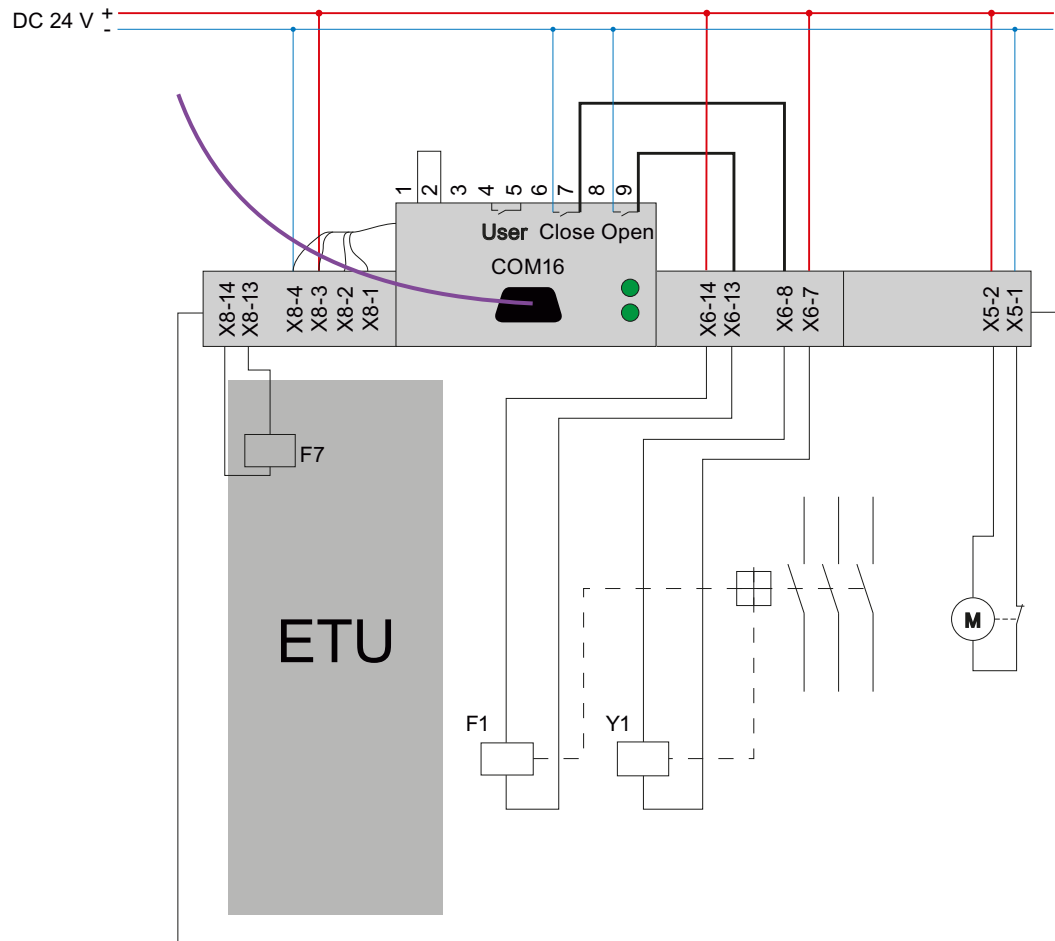 DC 24 V + -
1 2 3 4 5 6 7 8 9
User Close Open
COM16
X8-14 X8-13 X8-4 X8-3 X8-2 X8-1 X6-14 X6-13 X6-8 X6-7 X5-2 X5-1
F7
M
ETU
F1 Y1